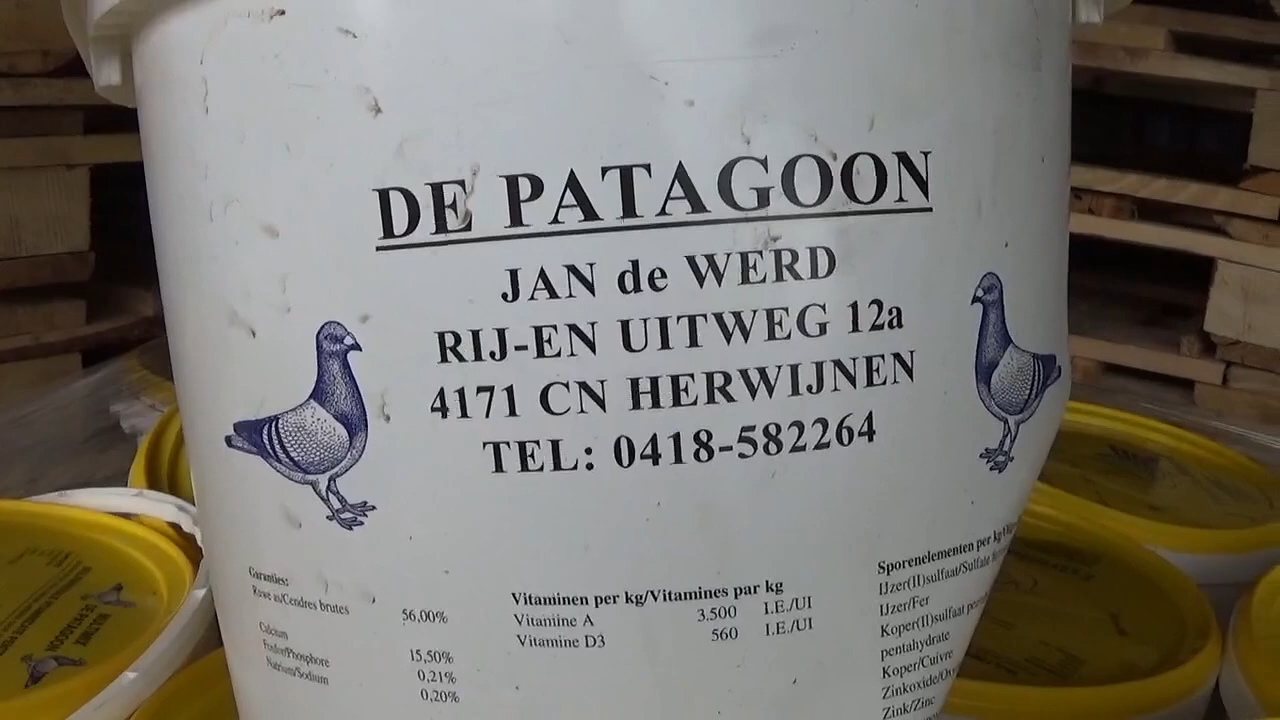 DE PATAGOON
JAN de WERD
RIJ-EN UITWEG 12a
4171 CN HERWIJNEN
TEL: 0418-582264
Garanties:
Ruwe as/Cendres brutes 56,00%
Calcium 15,50%
Fosfor/Phosphore 0,21%
Natrium/Sodium 0,20%
Vitaminen per kg/Vitamines par kg
Vitamine A 3.500 I.E./UI
Vitamine D3 560 I.E./UI
Sporenelementen per
IJzer(II)sulfaat/Sulfate
IJzer/Fer
Koper(II)sulfaat
pentahydrate
Koper/Cuivre
Zinkoxide/
Zink/Zinc
DE PATAGOON